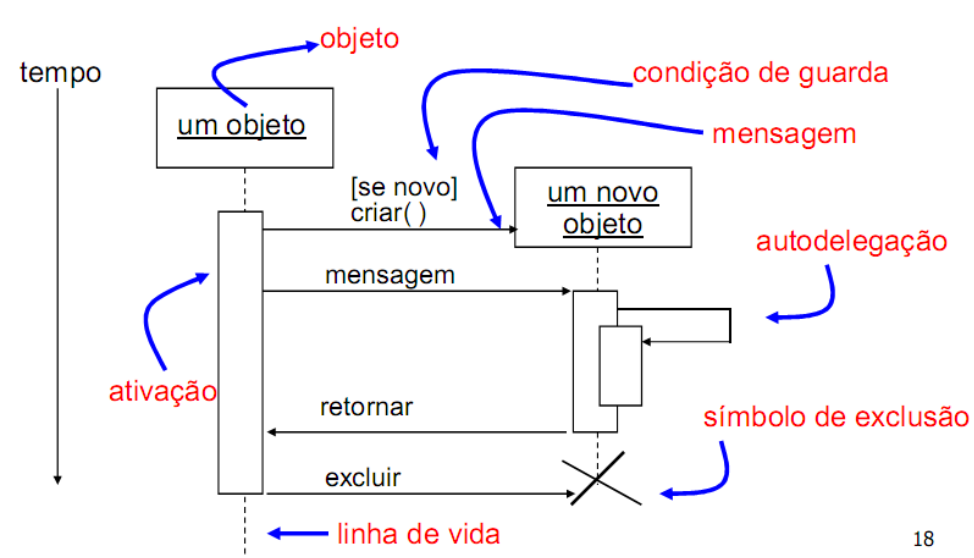 objeto
tempo
condição de guarda
um objeto
mensagem
[se novo]
criar( )
um novo
objeto
autodelegação
mensagem
ativação
retornar
símbolo de exclusão
excluir
linha de vida
18